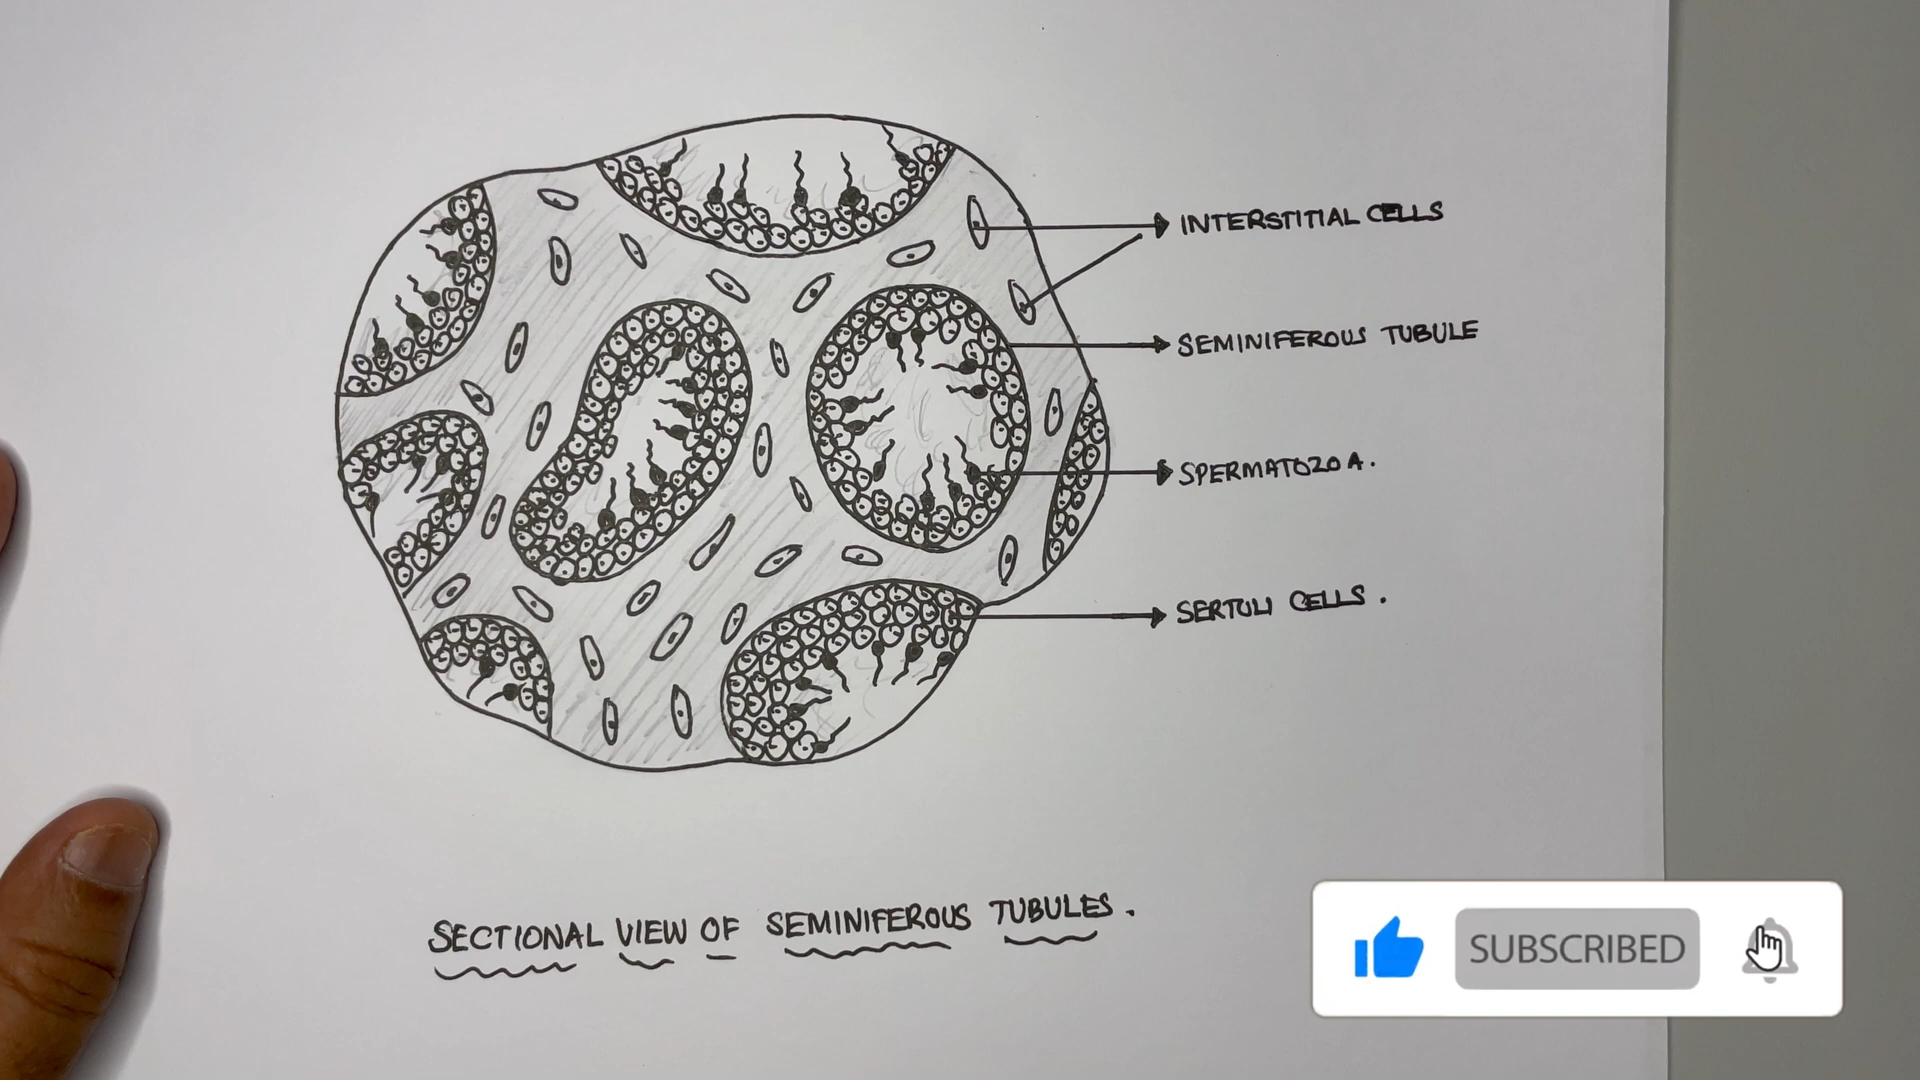 INTERSTITIAL CELLS
SEMINIFEROUS TUBULE
SPERMATOZOA.
SERTOLI CELLS.
SECTIONAL VIEW OF SEMINIFEROUS TUBULES.
SUBSCRIBED